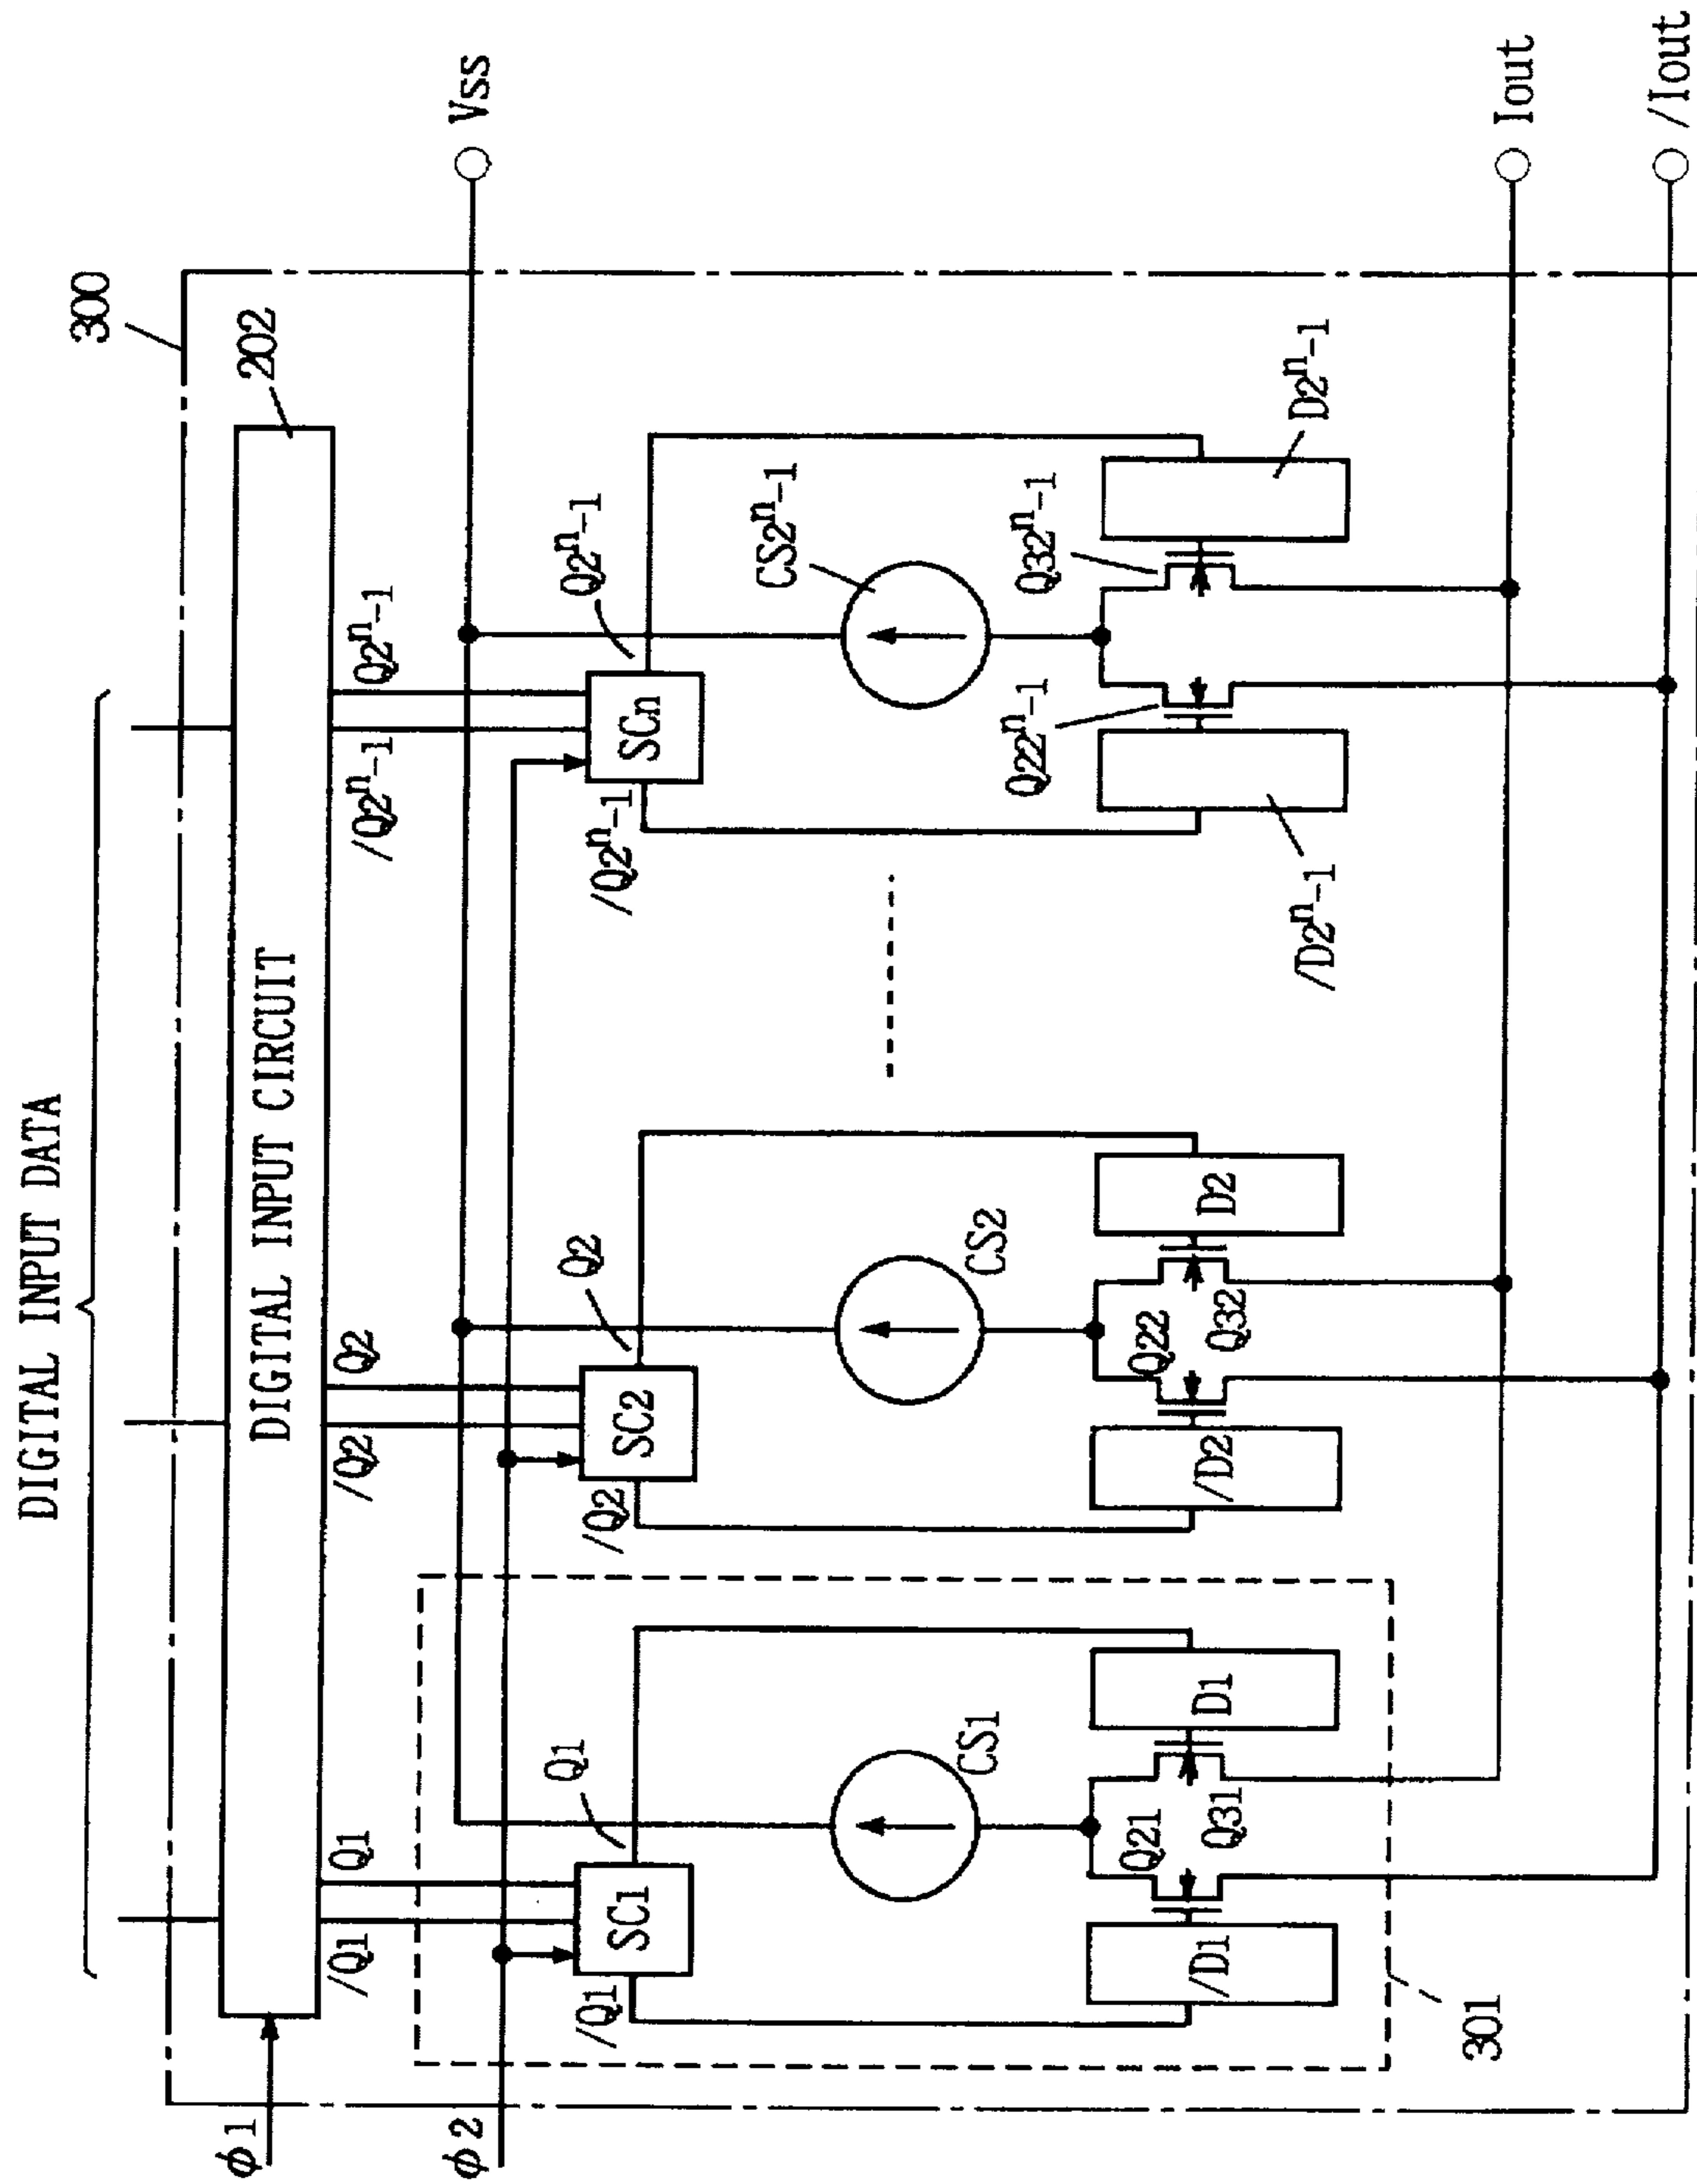 DIGITAL INPUT DATA
300
202
DIGITAL INPUT CIRCUIT
φ1
/Q1 Q1 /Q2 Q2 /Q2ⁿ-1 Q2ⁿ-1
Vss
φ2
/Q1 SC1 Q1
/Q2 SC2 Q2
/Q2ⁿ-1 SCn Q2ⁿ-1
CS1
CS2
CS2ⁿ-1
/D1 Q21 Q31 D1
/D2 Q22 Q32 D2
/D2ⁿ-1 Q22ⁿ-1 Q32ⁿ-1 D2ⁿ-1
301
Iout
/Iout